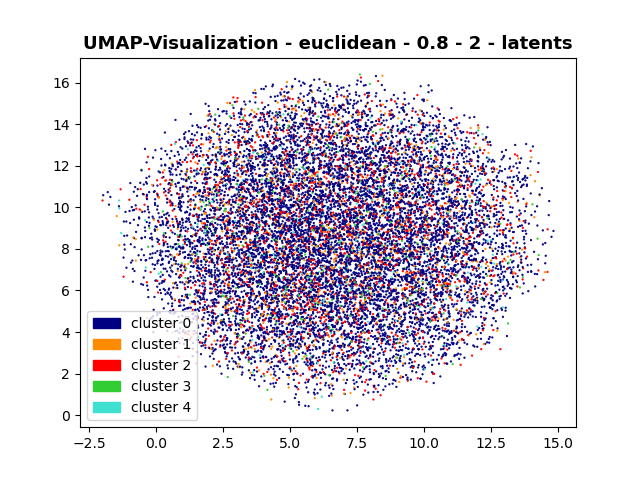 UMAP-Visualization - euclidean - 0.8 - 2 - latents
16
14
12
10
8
6
4
2
0
cluster 0
cluster 1
cluster 2
cluster 3
cluster 4
−2.5 0.0 2.5 5.0 7.5 10.0 12.5 15.0